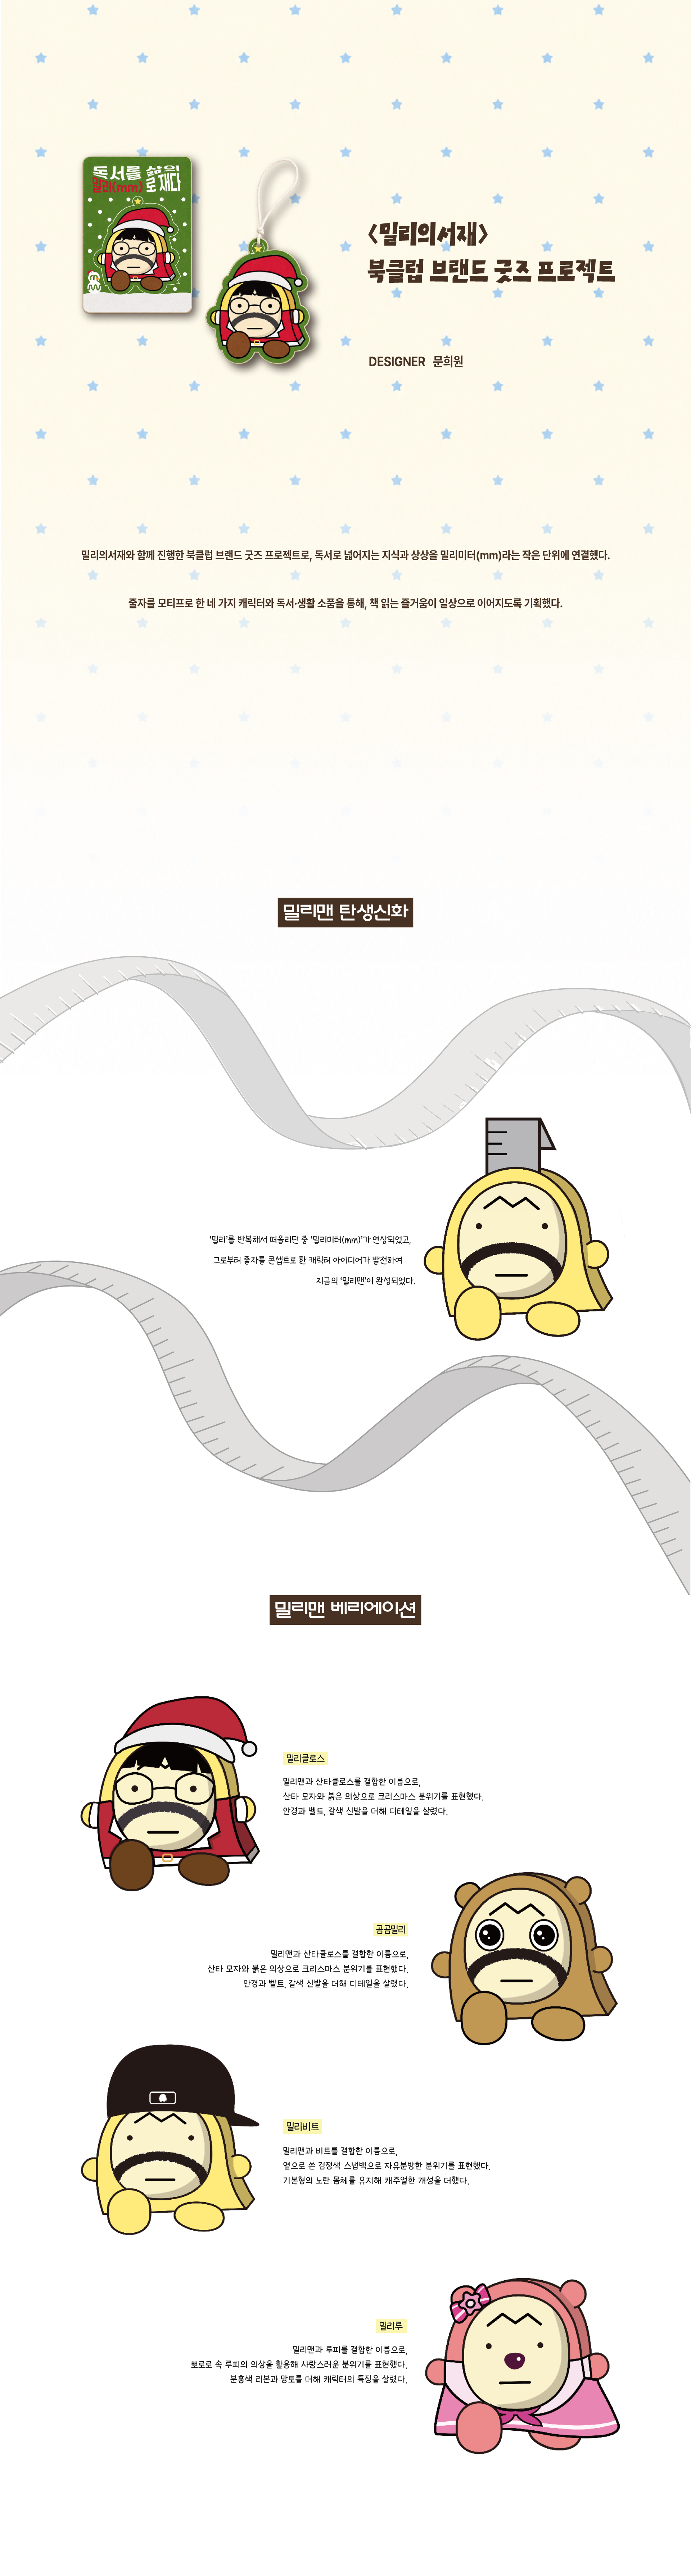 독서를 삶의
밀리(mm)로 재다
mm
<밀리의서재>
북클럽 브랜드 굿즈 프로젝트
DESIGNER 문희원
밀리의서재와 함께 진행한 북클럽 브랜드 굿즈 프로젝트로, 독서로 넓어지는 지식과 상상을 밀리미터(mm)라는 작은 단위에 연결했다.
줄자를 모티프로 한 네 가지 캐릭터와 독서·생활 소품을 통해, 책 읽는 즐거움이 일상으로 이어지도록 기획했다.
밀리맨 탄생신화
'밀리'를 반복해서 떠올리던 중 '밀리미터(mm)'가 연상되었고,
그로부터 줄자를 콘셉트로 한 캐릭터 아이디어가 발전하여
지금의 '밀리맨'이 완성되었다.
밀리맨 베리에이션
밀리클로스
밀리맨과 산타클로스를 결합한 이름으로,
산타 모자와 붉은 의상으로 크리스마스 분위기를 표현했다.
안경과 벨트, 갈색 신발을 더해 디테일을 살렸다.
곰곰밀리
밀리맨과 산타클로스를 결합한 이름으로,
산타 모자와 붉은 의상으로 크리스마스 분위기를 표현했다.
안경과 벨트, 갈색 신발을 더해 디테일을 살렸다.
밀리비트
밀리맨과 비트를 결합한 이름으로,
옆으로 쓴 검정색 스냅백으로 자유분방한 분위기를 표현했다.
기본형의 노란 몸체를 유지해 캐주얼한 개성을 더했다.
밀리루
밀리맨과 루피를 결합한 이름으로,
뽀로로 속 루피의 의상을 활용해 사랑스러운 분위기를 표현했다.
분홍색 리본과 망토를 더해 캐릭터의 특징을 살렸다.